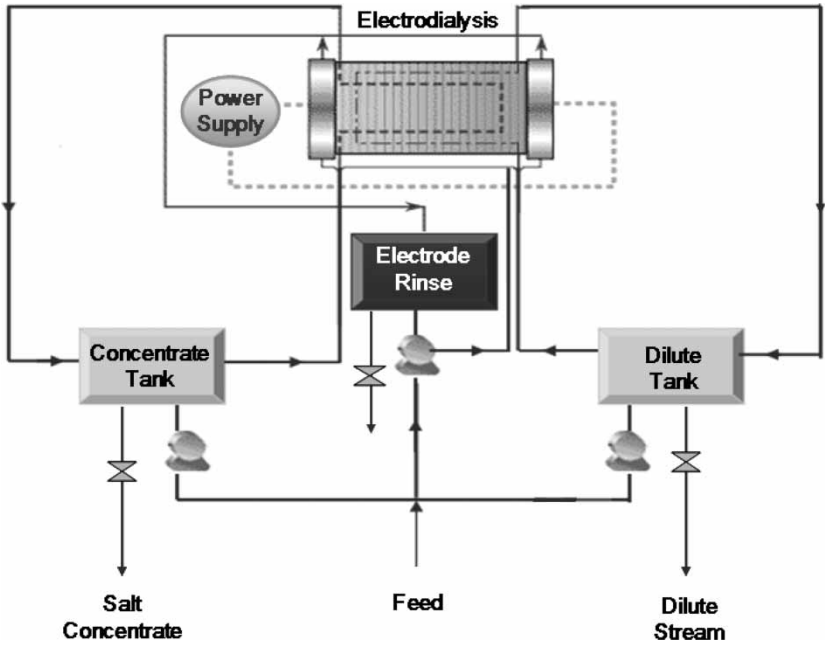 Electrodialysis
Power
Supply
Electrode
Rinse
Concentrate
Tank
Dilute
Tank
Salt
Concentrate
Feed
Dilute
Stream